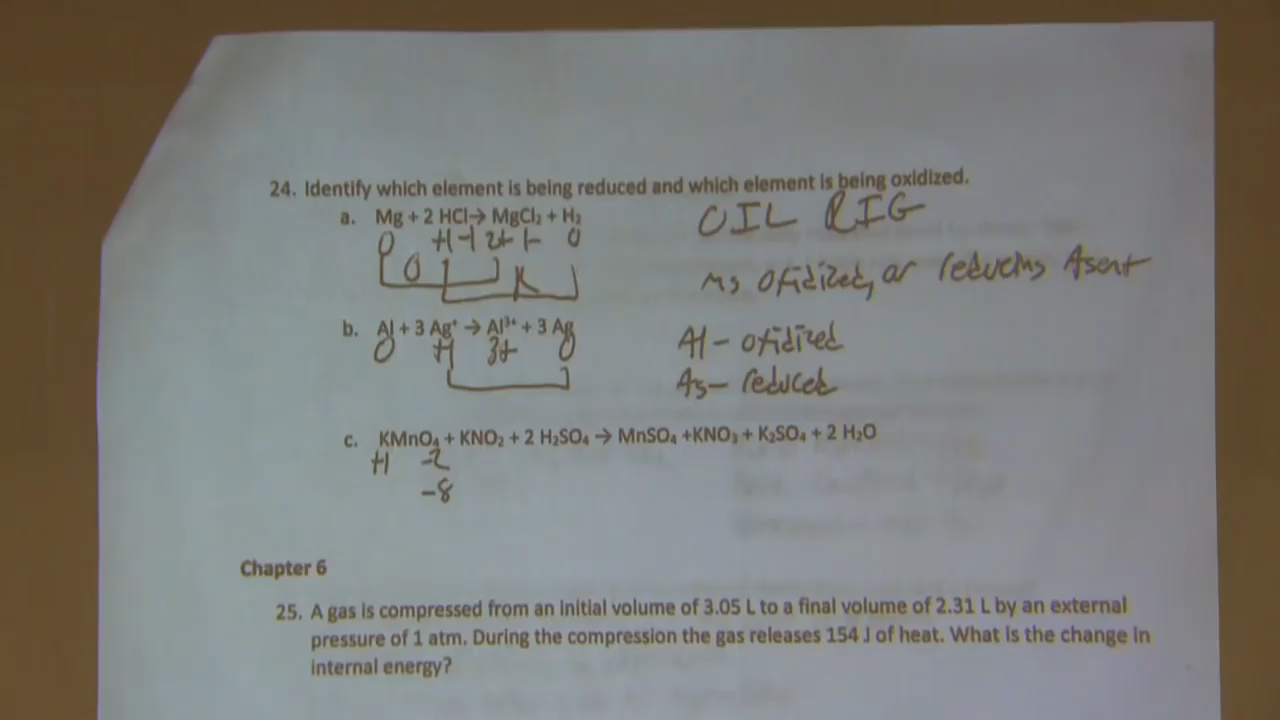 24. Identify which element is being reduced and which element is being oxidized.
a. Mg + 2 HCl→ MgCl₂ + H₂
OIL RIG
0 +1 -1 2+ 1- 0
O R
Mg oxidized, or reducing Agent
b. Al + 3 Ag⁺ → Al³⁺ + 3 Ag
0 +1 3+ 0
Al - oxidized
Ag - reduced
c. KMnO₄ + KNO₂ + 2 H₂SO₄ → MnSO₄ +KNO₃ + K₂SO₄ + 2 H₂O
+1 -2
-8
Chapter 6
25. A gas is compressed from an initial volume of 3.05 L to a final volume of 2.31 L by an external
pressure of 1 atm. During the compression the gas releases 154 J of heat. What is the change in
internal energy?